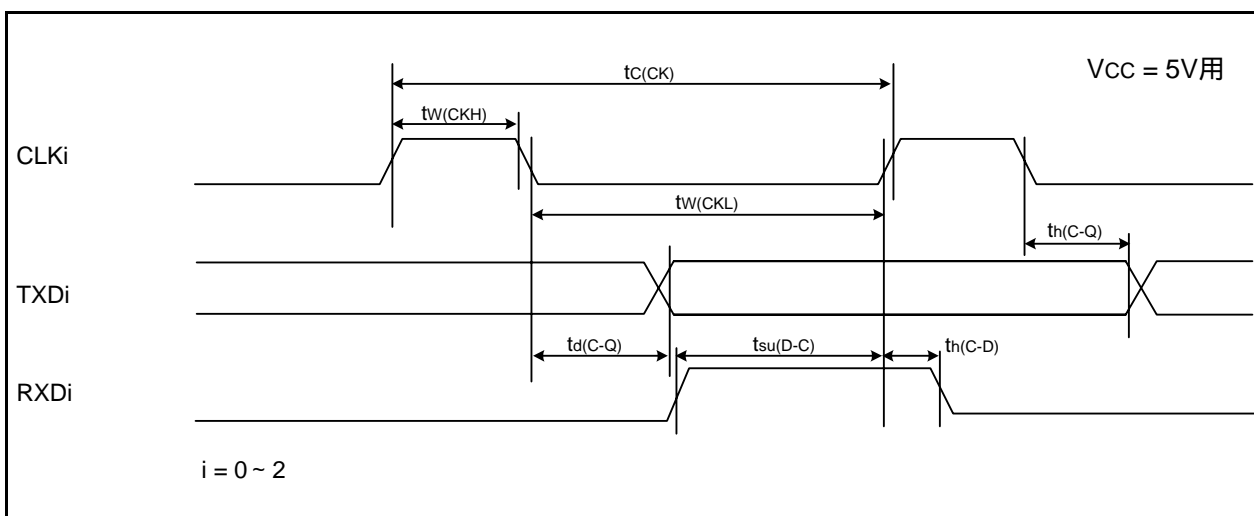 VCC = 5V用
tC(CK)
tW(CKH)
CLKi
tW(CKL)
th(C-Q)
TXDi
td(C-Q)
tsu(D-C)
th(C-D)
RXDi
i = 0 ~ 2